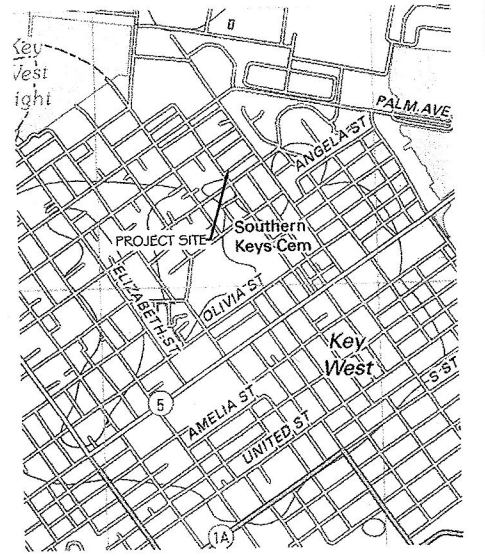 Key
West
ight
PALM AVE
ANGELA ST
Southern
Keys Cem
PROJECT SITE
ELIZABETH ST
OLIVIA ST
Key
West
S ST
5
AMELIA ST
UNITED ST
1A